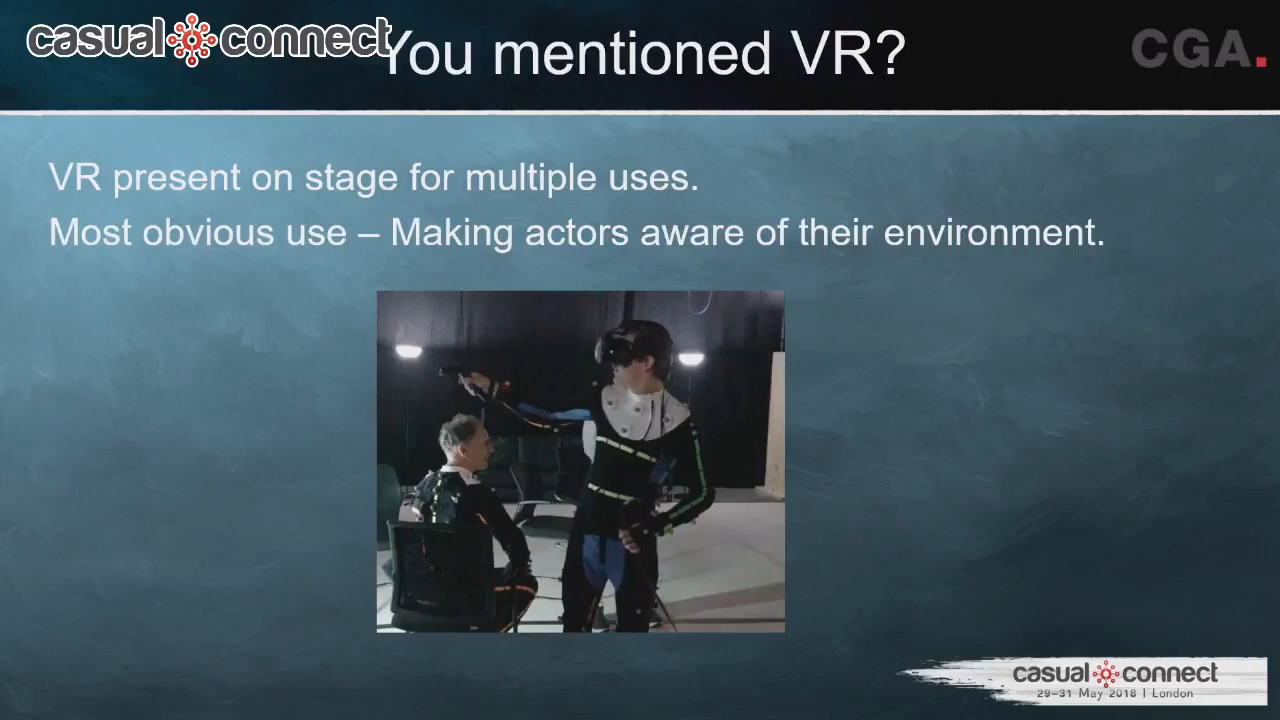 casual connect
You mentioned VR?
CGA.
VR present on stage for multiple uses.
Most obvious use – Making actors aware of their environment.
casual connect
29-31 May 2018 | London